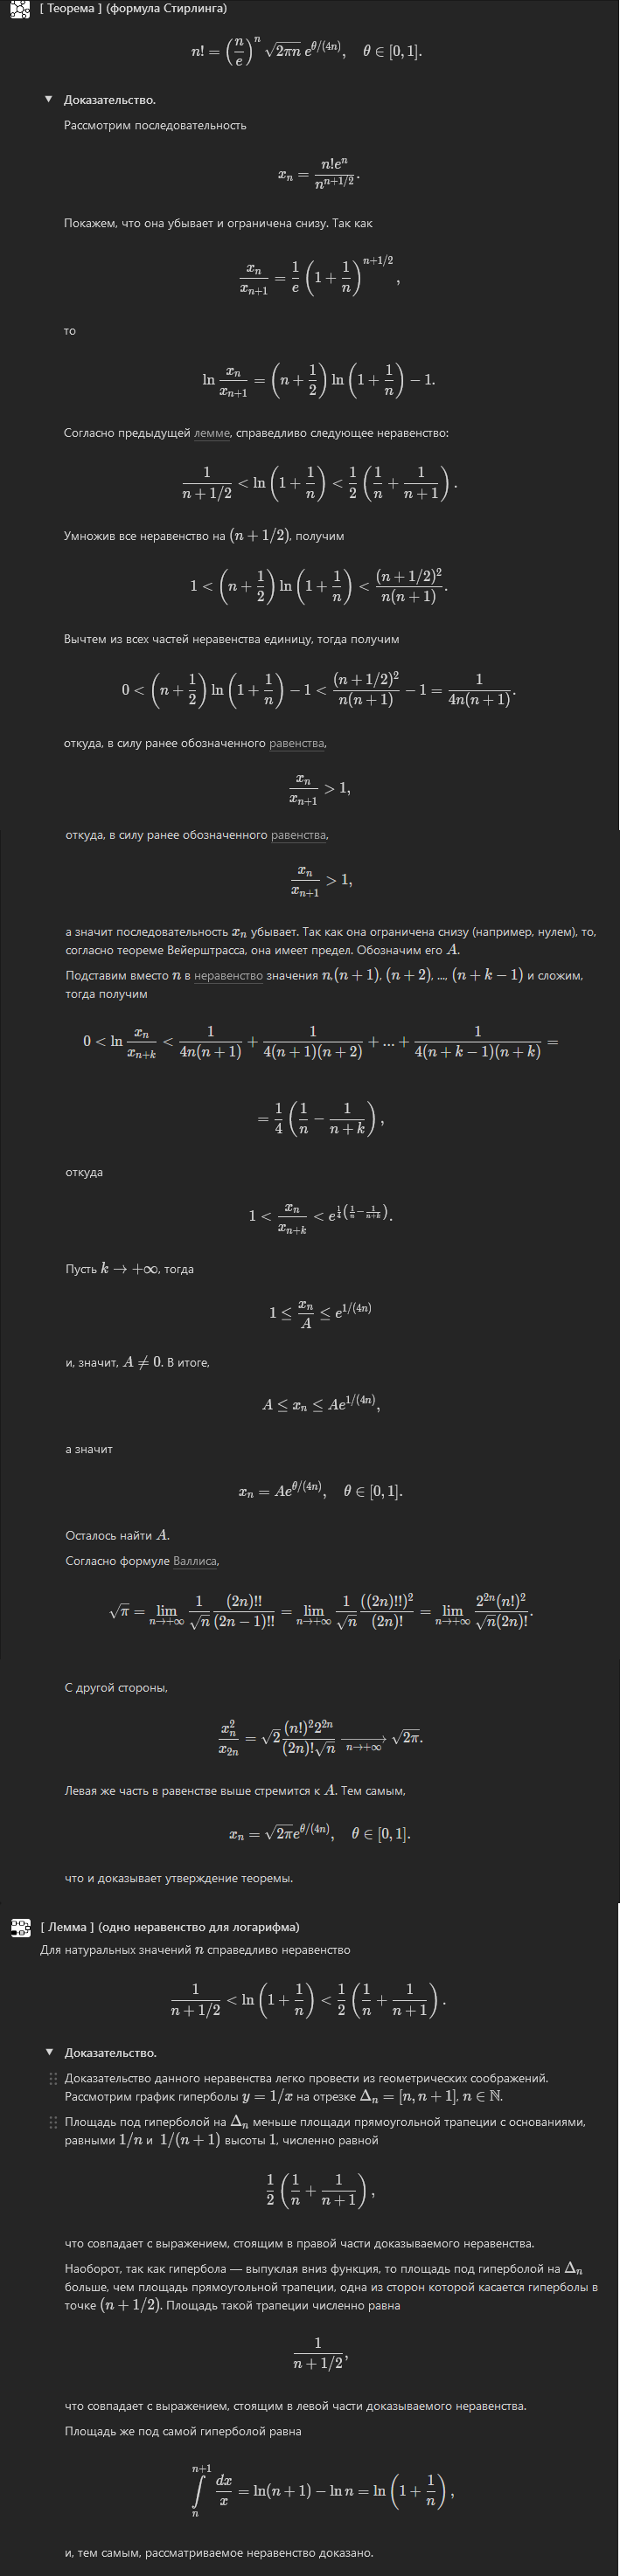 [ Теорема ] (формула Стирлинга)
n! = (n/e)^n √(2πn) e^{θ/(4n)}, θ ∈ [0, 1].
Доказательство.
Рассмотрим последовательность
x_n = n!e^n / n^{n+1/2}.
Покажем, что она убывает и ограничена снизу. Так как
x_n/x_{n+1} = 1/e (1 + 1/n)^{n+1/2},
то
ln x_n/x_{n+1} = (n + 1/2) ln (1 + 1/n) − 1.
Согласно предыдущей лемме, справедливо следующее неравенство:
1/(n + 1/2) < ln (1 + 1/n) < 1/2 (1/n + 1/(n + 1)).
Умножив все неравенство на (n + 1/2), получим
1 < (n + 1/2) ln (1 + 1/n) < (n + 1/2)^2 / n(n + 1).
Вычтем из всех частей неравенства единицу, тогда получим
0 < (n + 1/2) ln (1 + 1/n) − 1 < (n + 1/2)^2 / n(n + 1) − 1 = 1/4n(n + 1).
откуда, в силу ранее обозначенного равенства,
x_n/x_{n+1} > 1,
откуда, в силу ранее обозначенного равенства,
x_n/x_{n+1} > 1,
а значит последовательность x_n убывает. Так как она ограничена снизу (например, нулем), то,
согласно теореме Вейерштрасса, она имеет предел. Обозначим его A.
Подставим вместо n в неравенство значения n,(n + 1), (n + 2), ..., (n + k − 1) и сложим,
тогда получим
0 < ln x_n/x_{n+k} < 1/4n(n + 1) + 1/4(n + 1)(n + 2) + ... + 1/4(n + k − 1)(n + k) =
= 1/4 (1/n − 1/(n + k)),
откуда
1 < x_n/x_{n+k} < e^{1/4(1/n − 1/(n+k))}.
Пусть k → +∞, тогда
1 ≤ x_n/A ≤ e^{1/(4n)}
и, значит, A ≠ 0. В итоге,
A ≤ x_n ≤ Ae^{1/(4n)},
а значит
x_n = Ae^{θ/(4n)}, θ ∈ [0, 1].
Осталось найти A.
Согласно формуле Валлиса,
√π = lim_{n→+∞} 1/√n (2n)!!/(2n − 1)!! = lim_{n→+∞} 1/√n ((2n)!!)^2/(2n)! = lim_{n→+∞} 2^{2n}(n!)^2/√n(2n)!.
С другой стороны,
x_n^2/x_{2n} = √2 (n!)^2 2^{2n}/(2n)!√n →_{n→+∞} √(2π).
Левая же часть в равенстве выше стремится к A. Тем самым,
x_n = √(2π)e^{θ/(4n)}, θ ∈ [0, 1].
что и доказывает утверждение теоремы.
[ Лемма ] (одно неравенство для логарифма)
Для натуральных значений n справедливо неравенство
1/(n + 1/2) < ln (1 + 1/n) < 1/2 (1/n + 1/(n + 1)).
Доказательство.
Доказательство данного неравенства легко провести из геометрических соображений.
Рассмотрим график гиперболы y = 1/x на отрезке Δ_n = [n, n + 1], n ∈ ℕ.
Площадь под гиперболой на Δ_n меньше площади прямоугольной трапеции с основаниями,
равными 1/n и 1/(n + 1) высоты 1, численно равной
1/2 (1/n + 1/(n + 1)),
что совпадает с выражением, стоящим в правой части доказываемого неравенства.
Наоборот, так как гипербола — выпуклая вниз функция, то площадь под гиперболой на Δ_n
больше, чем площадь прямоугольной трапеции, одна из сторон которой касается гиперболы в
точке (n + 1/2). Площадь такой трапеции численно равна
1/(n + 1/2),
что совпадает с выражением, стоящим в левой части доказываемого неравенства.
Площадь же под самой гиперболой равна
∫_n^{n+1} dx/x = ln(n + 1) − ln n = ln (1 + 1/n),
и, тем самым, рассматриваемое неравенство доказано.